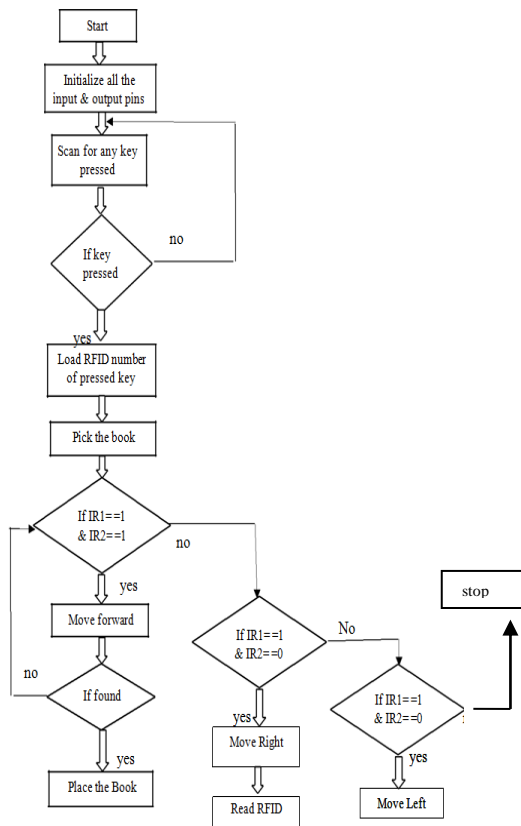 Start
Initialize all the
input & output pins
Scan for any key
pressed
If key
pressed
no
yes
Load RFID number
of pressed key
Pick the book
If IR1==1
& IR2==1
no
yes
Move forward
no
If found
yes
Place the Book
If IR1==1
& IR2==0
No
yes
Move Right
Read RFID
If IR1==1
& IR2==0
yes
Move Left
stop